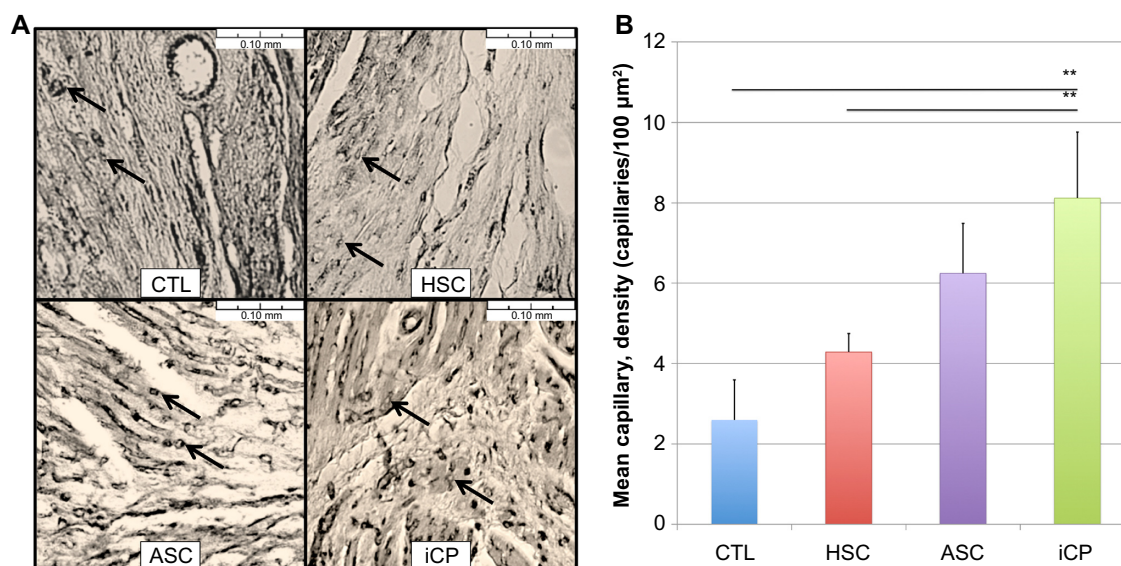 A
0.10 mm
0.10 mm
CTL
HSC
0.10 mm
0.10 mm
ASC
iCP
B
Mean capillary, density (capillaries/100 µm²)
12
10
8
6
4
2
0
**
**
CTL
HSC
ASC
iCP